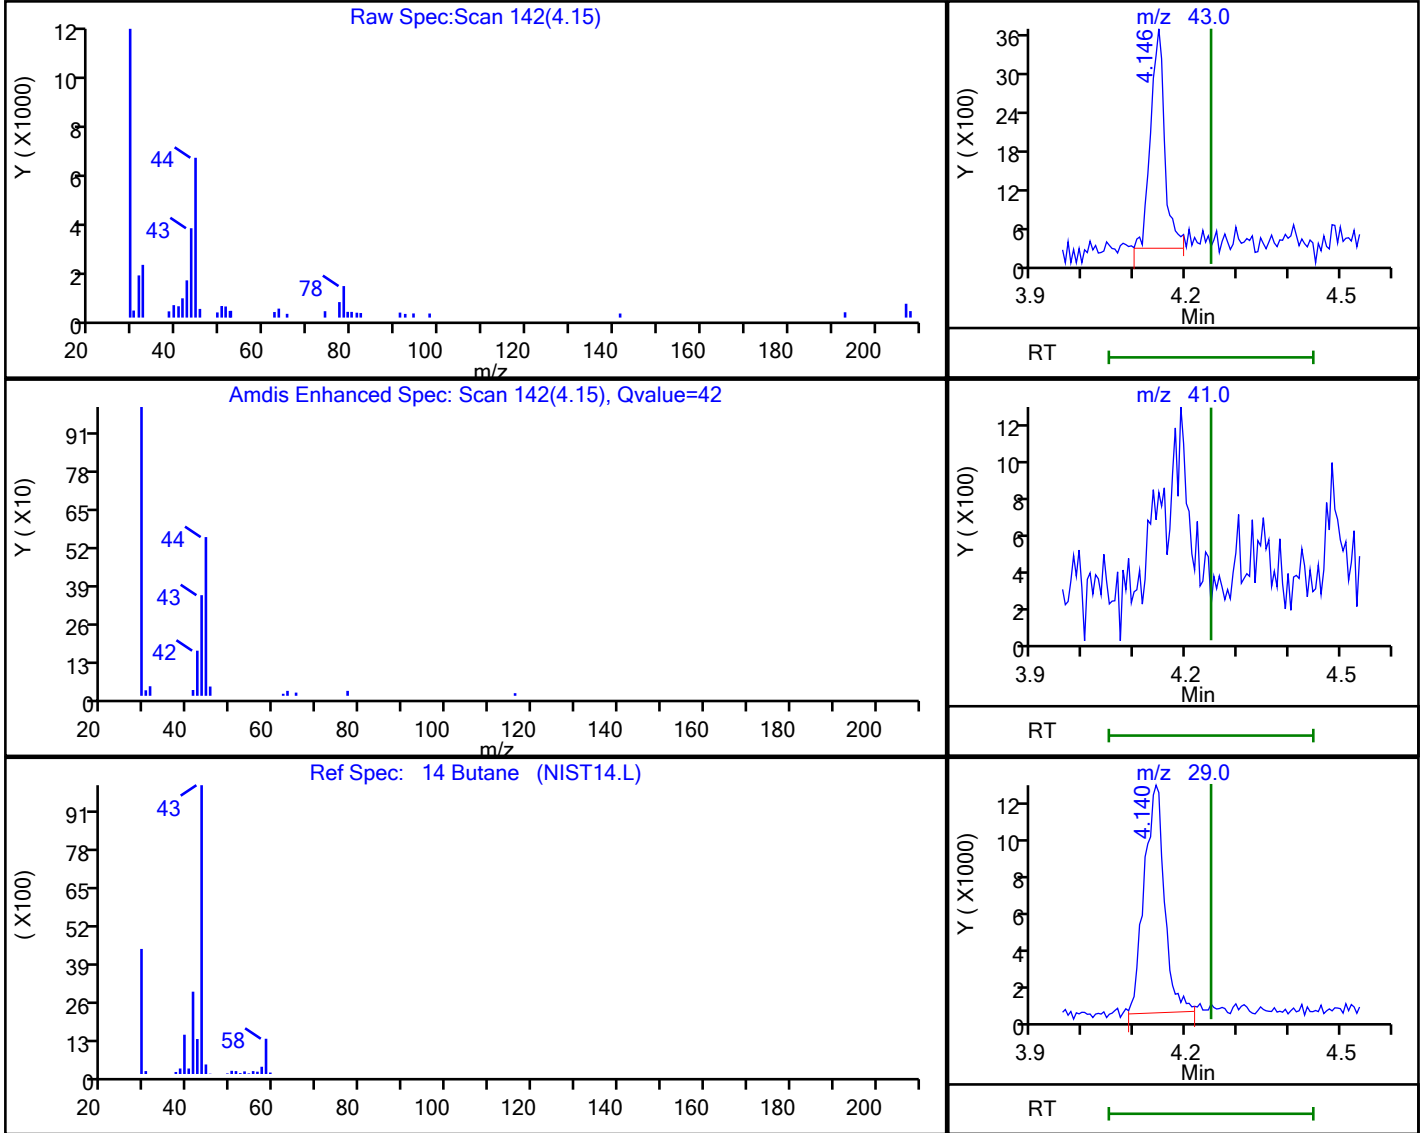 Raw Spec:Scan 142(4.15)
Y ( X1000)
12
10
8
6
4
2
0
44
43
78
20 40 60 80 100 120 140 160 180 200
m/z
m/z 43.0
Y ( X100)
36
30
24
18
12
6
0
4.146
3.9 4.2 4.5
Min
RT
Amdis Enhanced Spec: Scan 142(4.15), Qvalue=42
Y ( X10)
91
78
65
52
39
26
13
0
44
43
42
20 40 60 80 100 120 140 160 180 200
m/z
m/z 41.0
Y ( X100)
12
10
8
6
4
2
0
3.9 4.2 4.5
Min
RT
Ref Spec: 14 Butane (NIST14.L)
( X100)
91
78
65
52
39
26
13
0
43
58
20 40 60 80 100 120 140 160 180 200
m/z 29.0
Y ( X1000)
12
10
8
6
4
2
0
4.140
3.9 4.2 4.5
Min
RT